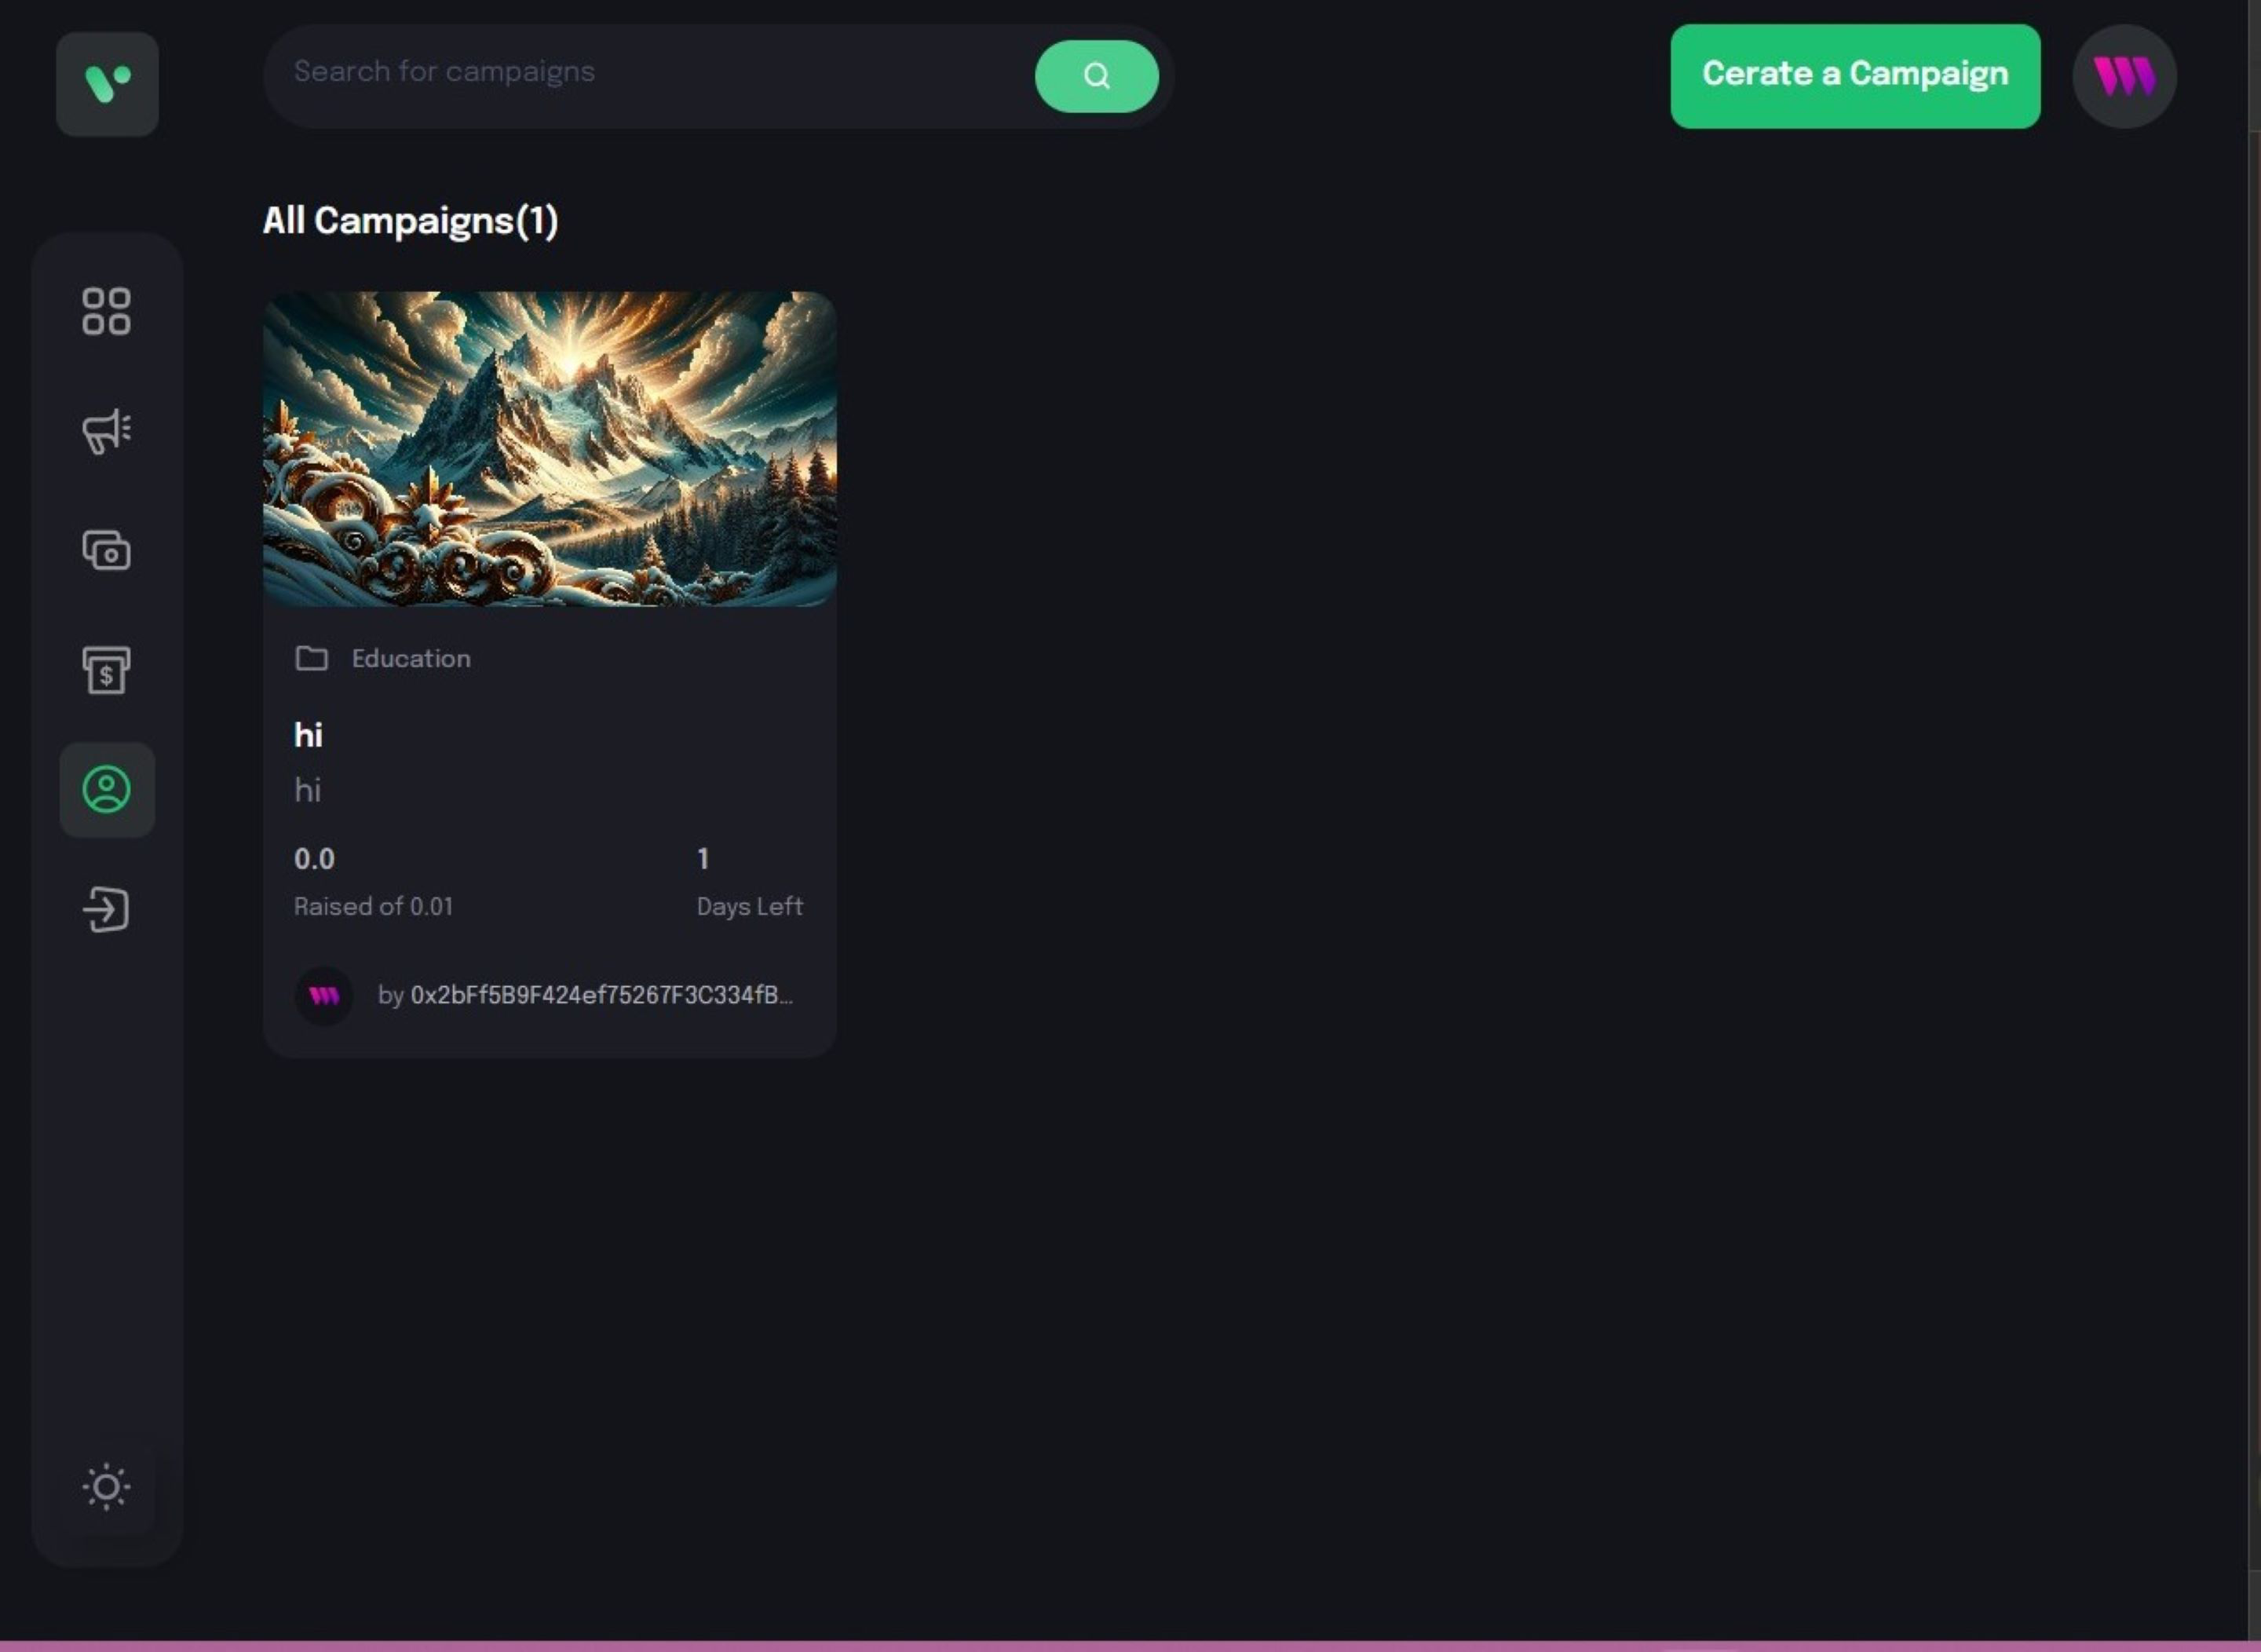 Search for campaigns
Cerate a Campaign
All Campaigns(1)
Education
hi
hi
0.0
1
Raised of 0.01
Days Left
by 0x2bFf5B9F424ef75267F3C334fB...